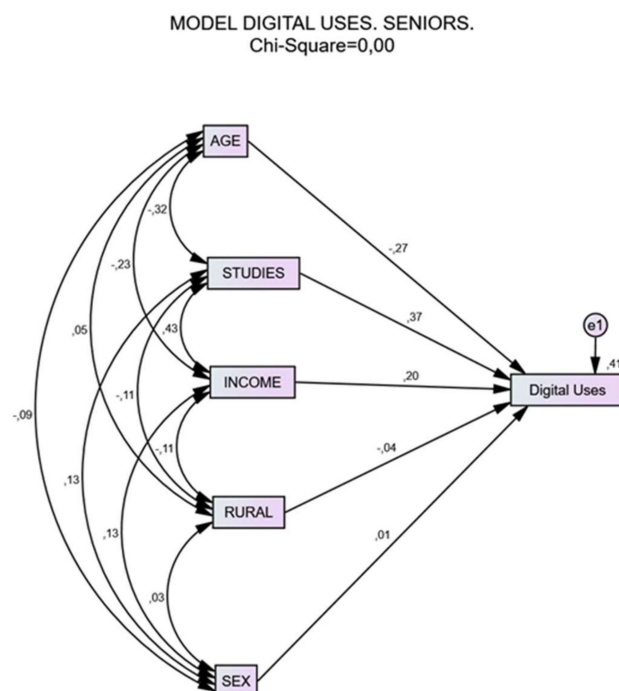 MODEL DIGITAL USES. SENIORS.
Chi-Square=0,00
AGE
-,32
-,27
-,23
STUDIES
,37
e1
,05
,43
,41
INCOME
,20
Digital Uses
-,11
-,09
-,11
-,04
,13
RURAL
,13
,01
,03
SEX